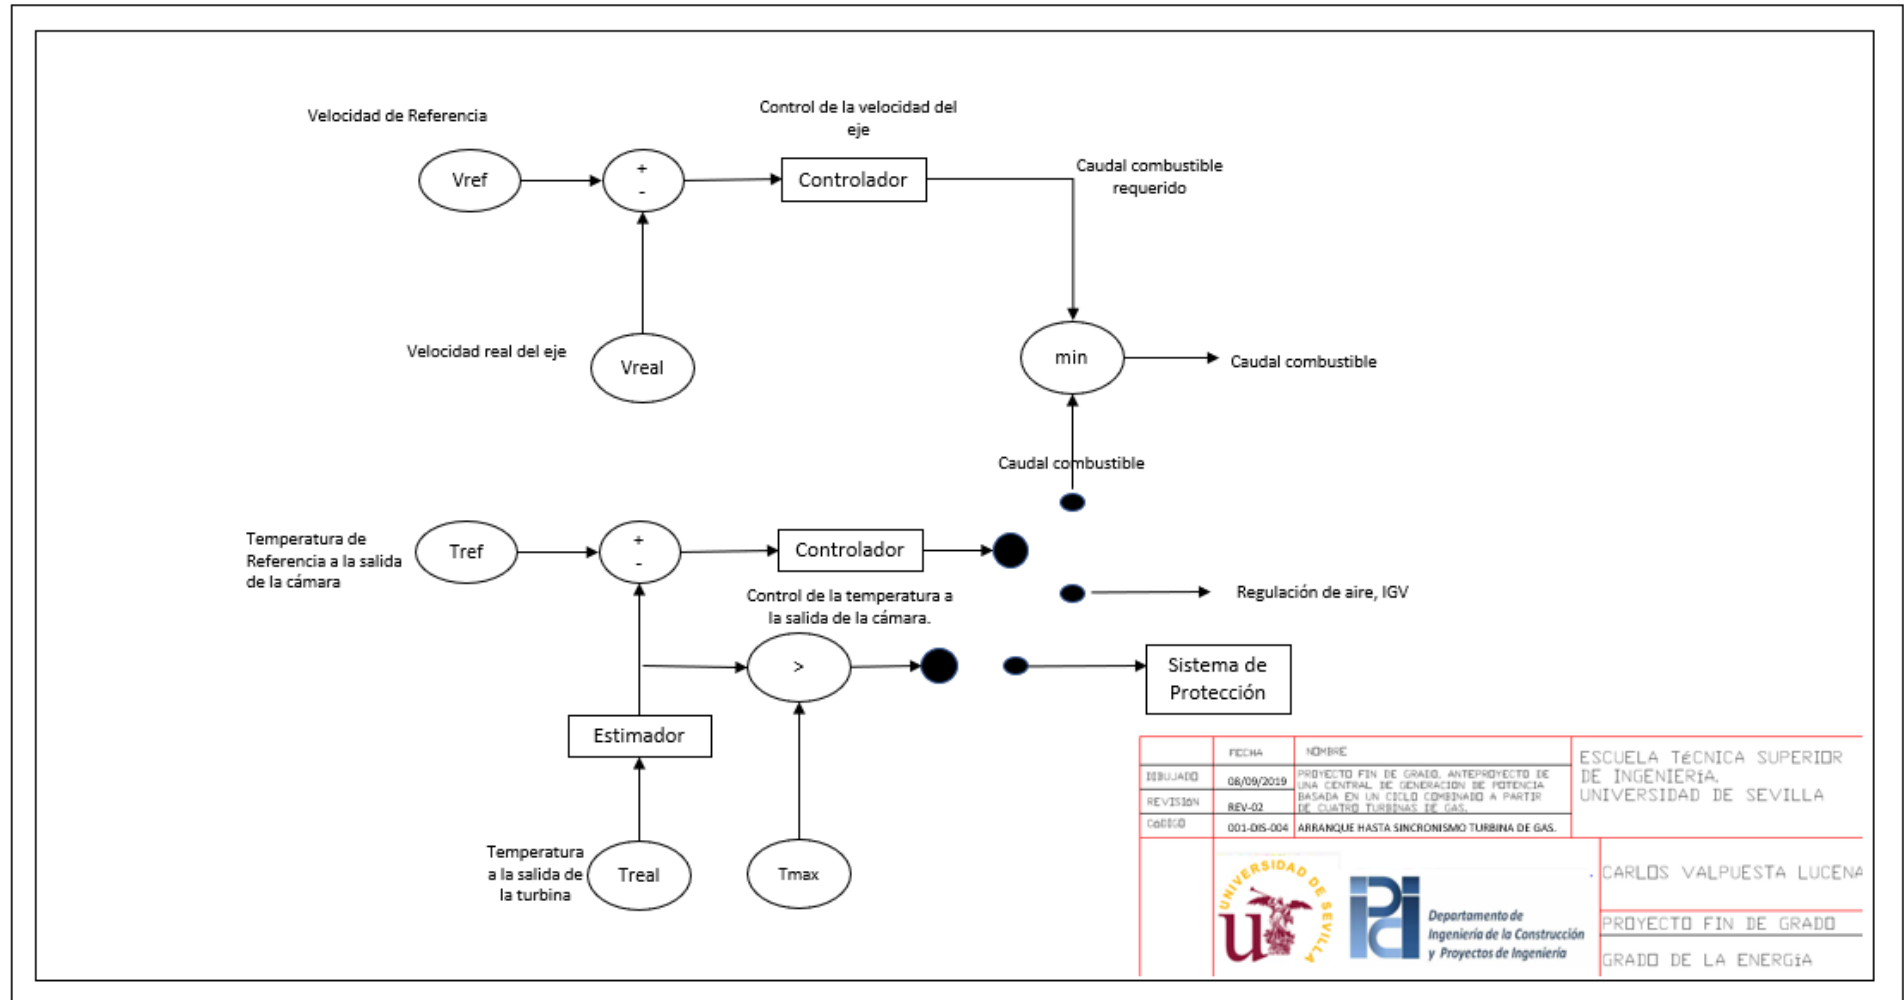 Velocidad de Referencia
Control de la velocidad del
eje
Vref
+
-
Controlador
Caudal combustible
requerido
Velocidad real del eje
Vreal
min
Caudal combustible
Caudal combustible
Temperatura de
Referencia a la salida
de la cámara
Tref
+
-
Controlador
Control de la temperatura a
la salida de la cámara.
Regulación de aire, IGV
>
Sistema de
Protección
Estimador
Temperatura
a la salida de
la turbina
Treal
Tmax
FECHA
NOMBRE
DIBUJADO
08/09/2019
PROYECTO FIN DE GRADO. ANTEPROYECTO DE
UNA CENTRAL DE GENERACIÓN DE POTENCIA
BASADA EN UN CICLO COMBINADO A PARTIR
DE CUATRO TURBINAS DE GAS.
REVISIóN
REV-02
CóDIGO
001-DIS-004
ARRANQUE HASTA SINCRONISMO TURBINA DE GAS.
ESCUELA TéCNICA SUPERIOR
DE INGENIERíA.
UNIVERSIDAD DE SEVILLA
UNIVERSIDAD DE SEVILLA
Departamento de
Ingeniería de la Construcción
y Proyectos de Ingeniería
CARLOS VALPUESTA LUCENA
PROYECTO FIN DE GRADO
GRADO DE LA ENERGíA